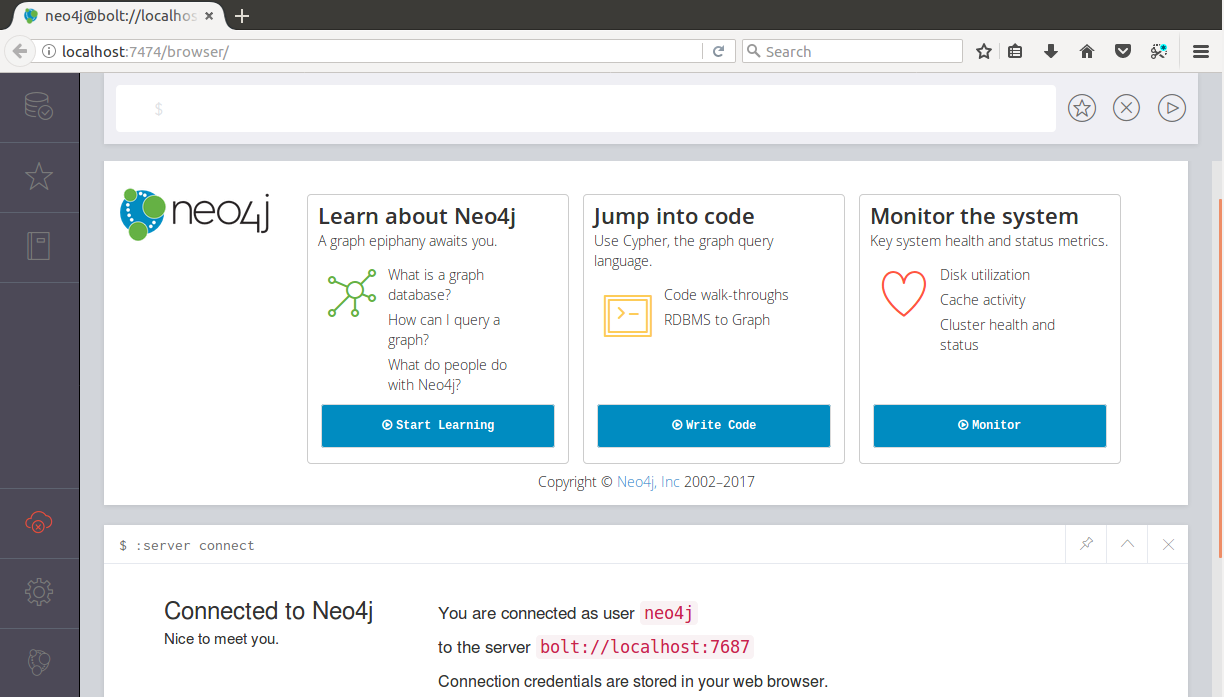 neo4j@bolt://localhos
localhost:7474/browser/
Search
$
neo4j
Learn about Neo4j
A graph epiphany awaits you.
What is a graph
database?
How can I query a
graph?
What do people do
with Neo4j?
Start Learning
Jump into code
Use Cypher, the graph query
language.
Code walk-throughs
RDBMS to Graph
Write Code
Monitor the system
Key system health and status metrics.
Disk utilization
Cache activity
Cluster health and
status
Monitor
Copyright © Neo4j, Inc 2002–2017
$ :server connect
Connected to Neo4j
Nice to meet you.
You are connected as user neo4j
to the server bolt://localhost:7687
Connection credentials are stored in your web browser.